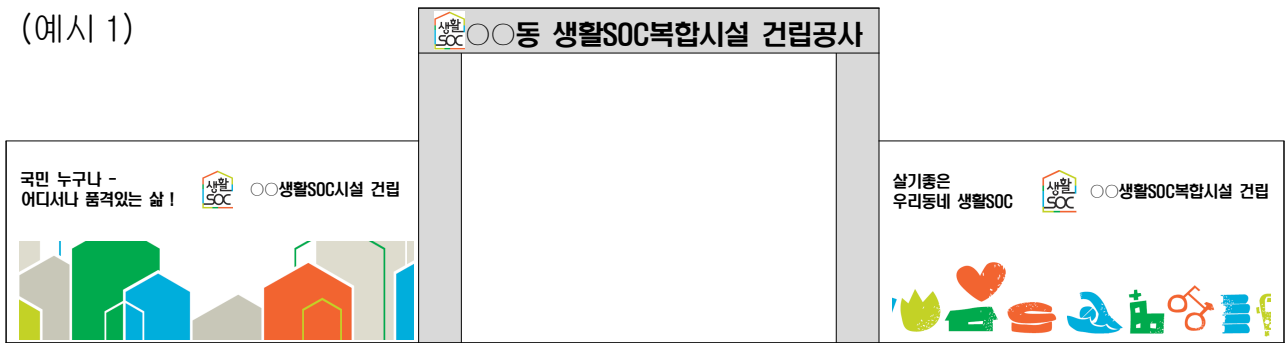 (예시 1)
생활
SOC
○○동 생활SOC복합시설 건립공사
국민 누구나 -
어디서나 품격있는 삶 !
생활
SOC
○○생활SOC시설 건립
살기좋은
우리동네 생활SOC
생활
SOC
○○생활SOC복합시설 건립